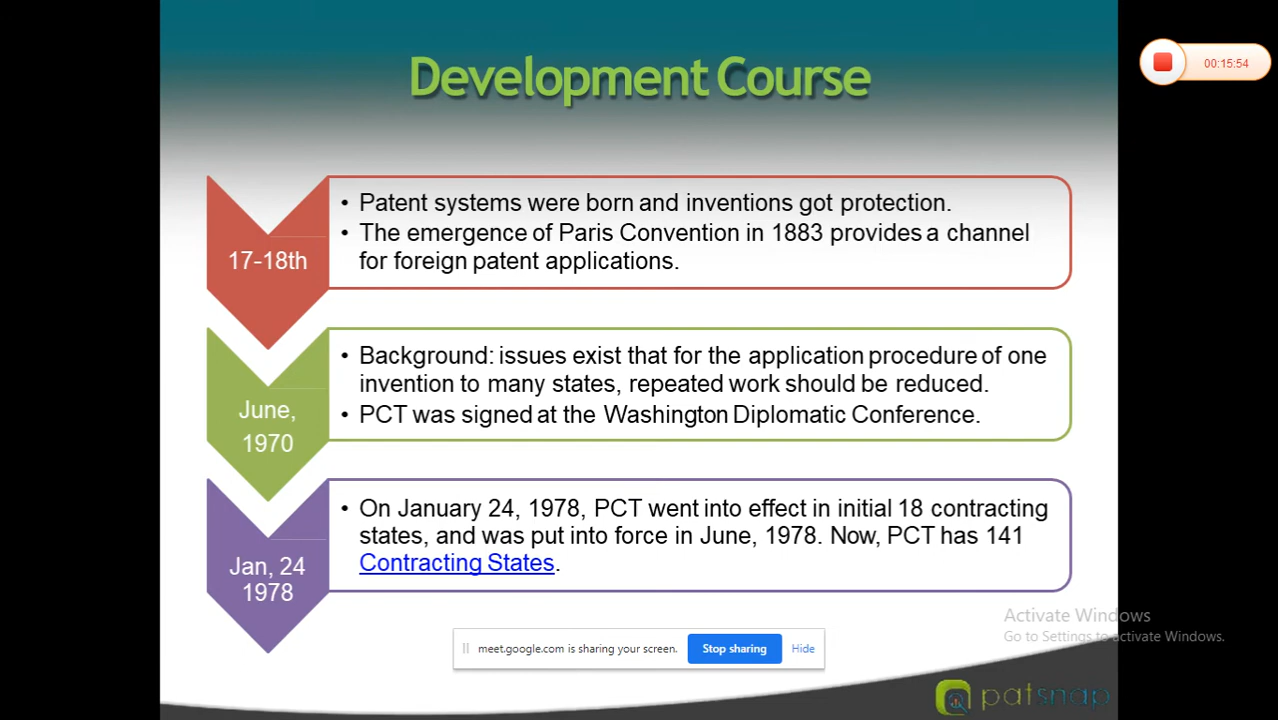 00:15:54
Development Course
17-18th
• Patent systems were born and inventions got protection.
• The emergence of Paris Convention in 1883 provides a channel
for foreign patent applications.
June,
1970
• Background: issues exist that for the application procedure of one
invention to many states, repeated work should be reduced.
• PCT was signed at the Washington Diplomatic Conference.
Jan, 24
1978
• On January 24, 1978, PCT went into effect in initial 18 contracting
states, and was put into force in June, 1978. Now, PCT has 141
Contracting States.
Activate Windows
Go to Settings to activate Windows.
meet.google.com is sharing your screen.
Stop sharing
Hide
patsnap